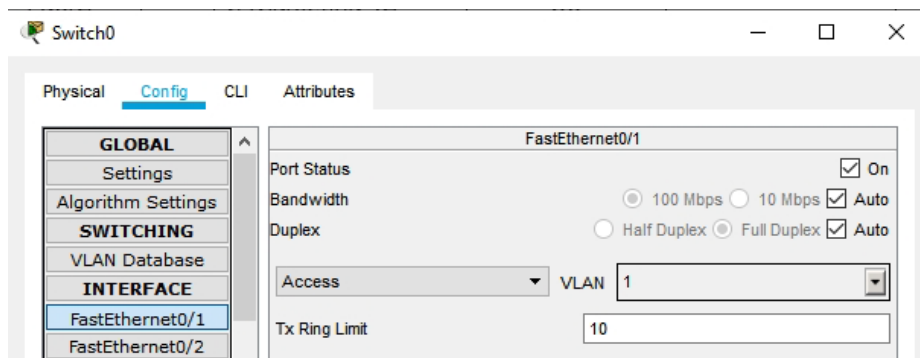 Switch0
Physical Config CLI Attributes
GLOBAL
Settings
Algorithm Settings
SWITCHING
VLAN Database
INTERFACE
FastEthernet0/1
FastEthernet0/2
FastEthernet0/1
Port Status On
Bandwidth 100 Mbps 10 Mbps Auto
Duplex Half Duplex Full Duplex Auto
Access VLAN 1
Tx Ring Limit 10